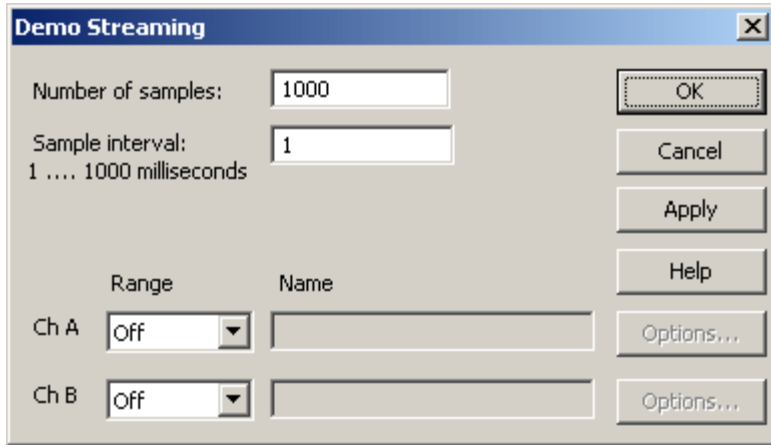 Demo Streaming
Number of samples: 1000 OK
Sample interval: 1 Cancel
1 .... 1000 milliseconds
Apply
Help
Range Name
Ch A Off Options...
Ch B Off Options...